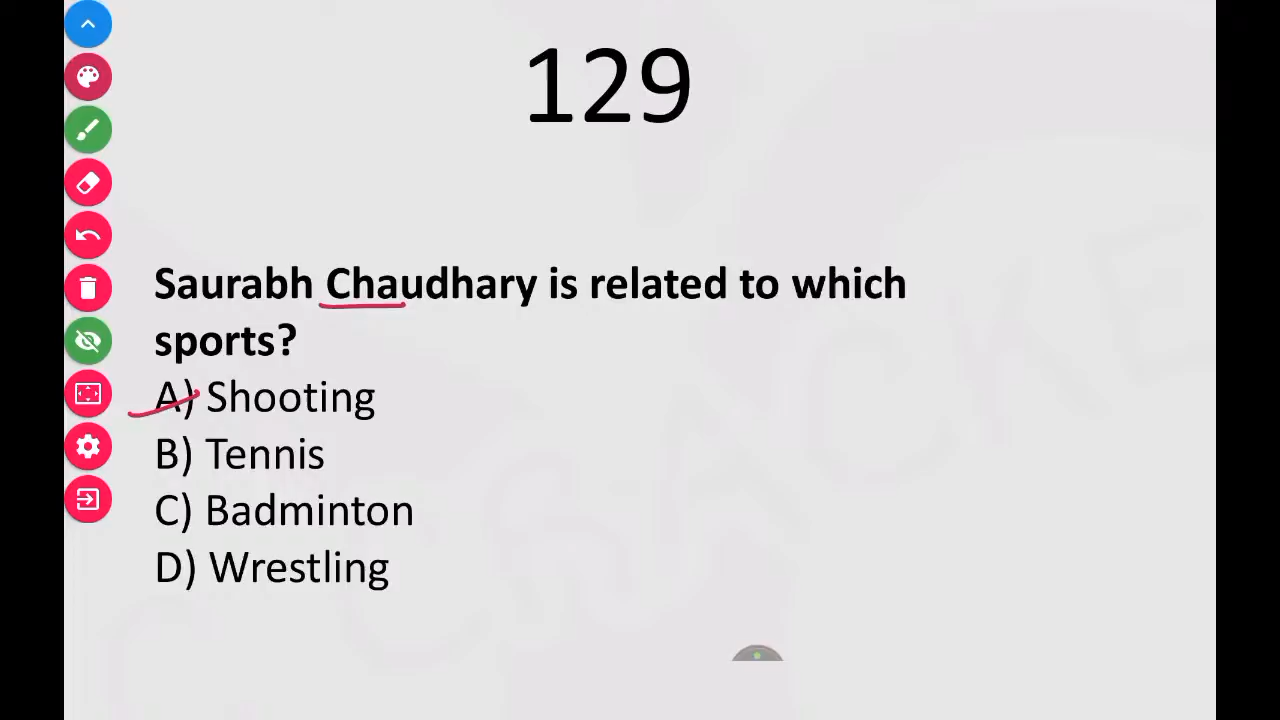 129
Saurabh Chaudhary is related to which
sports?
A) Shooting
B) Tennis
C) Badminton
D) Wrestling